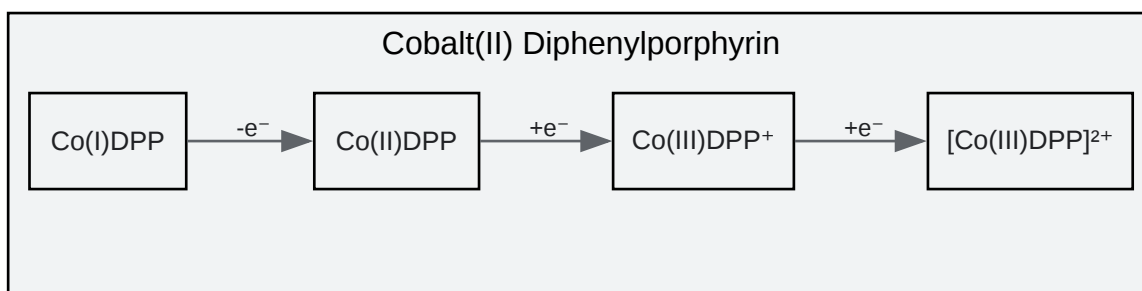 Cobalt(II) Diphenylporphyrin
-e⁻
+e⁻
+e⁻
Co(I)DPP
Co(II)DPP
Co(III)DPP⁺
[Co(III)DPP]²⁺